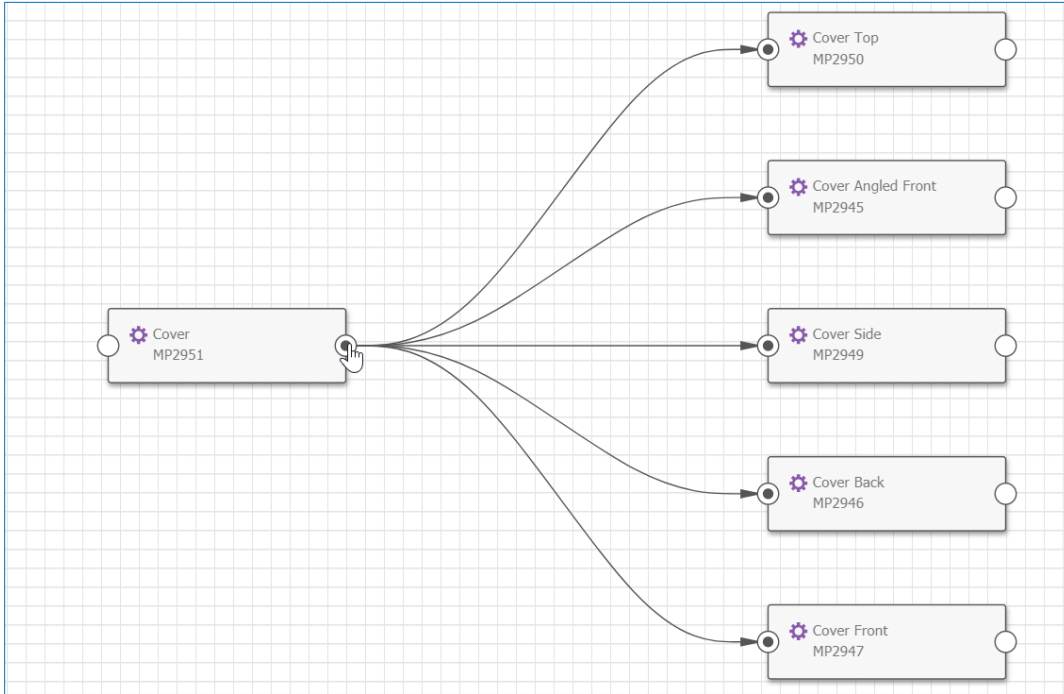 Cover Top
MP2950
Cover Angled Front
MP2945
Cover
MP2951
Cover Side
MP2949
Cover Back
MP2946
Cover Front
MP2947